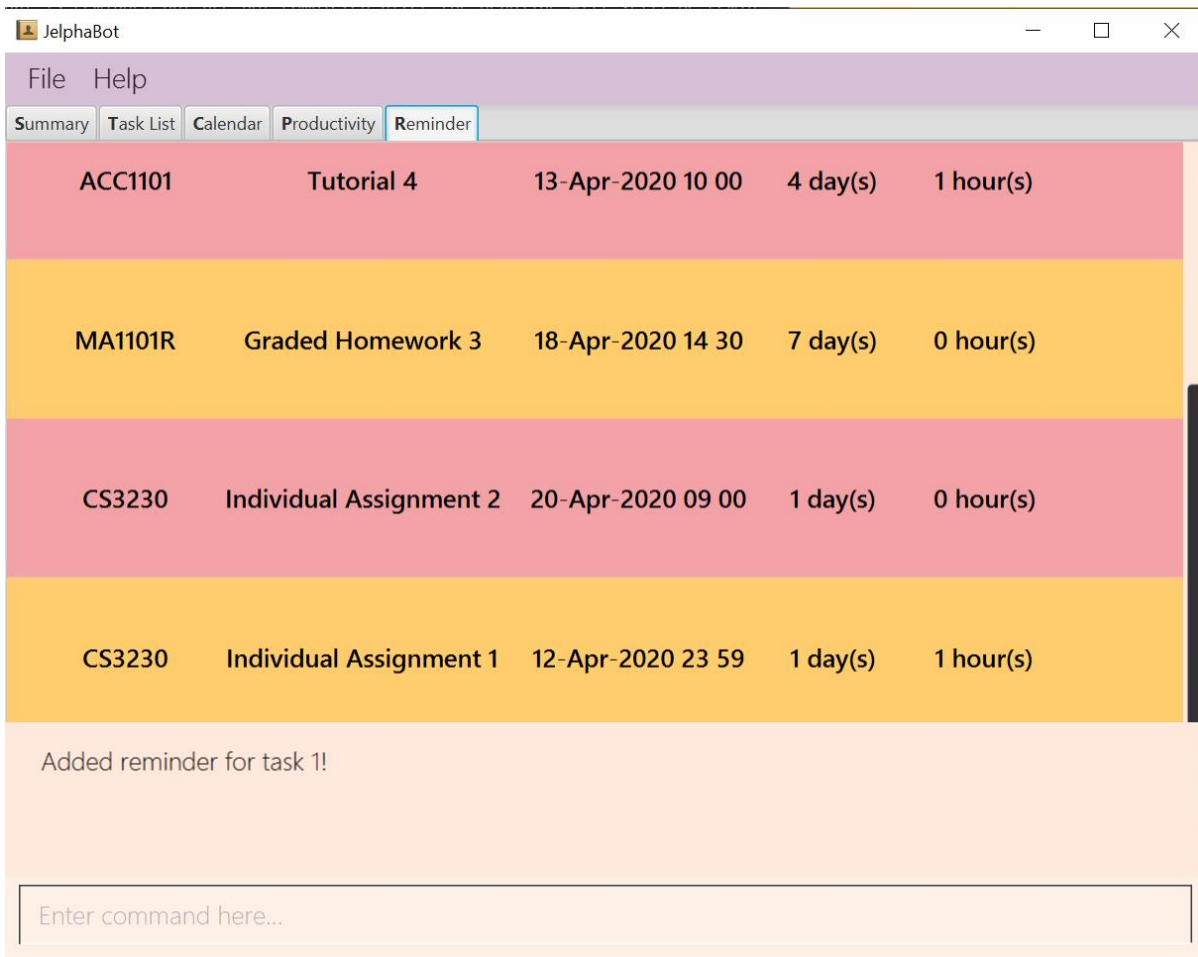 JelphaBot
File Help
Summary Task List Calendar Productivity Reminder
ACC1101 Tutorial 4 13-Apr-2020 10 00 4 day(s) 1 hour(s)
MA1101R Graded Homework 3 18-Apr-2020 14 30 7 day(s) 0 hour(s)
CS3230 Individual Assignment 2 20-Apr-2020 09 00 1 day(s) 0 hour(s)
CS3230 Individual Assignment 1 12-Apr-2020 23 59 1 day(s) 1 hour(s)
Added reminder for task 1!
Enter command here...